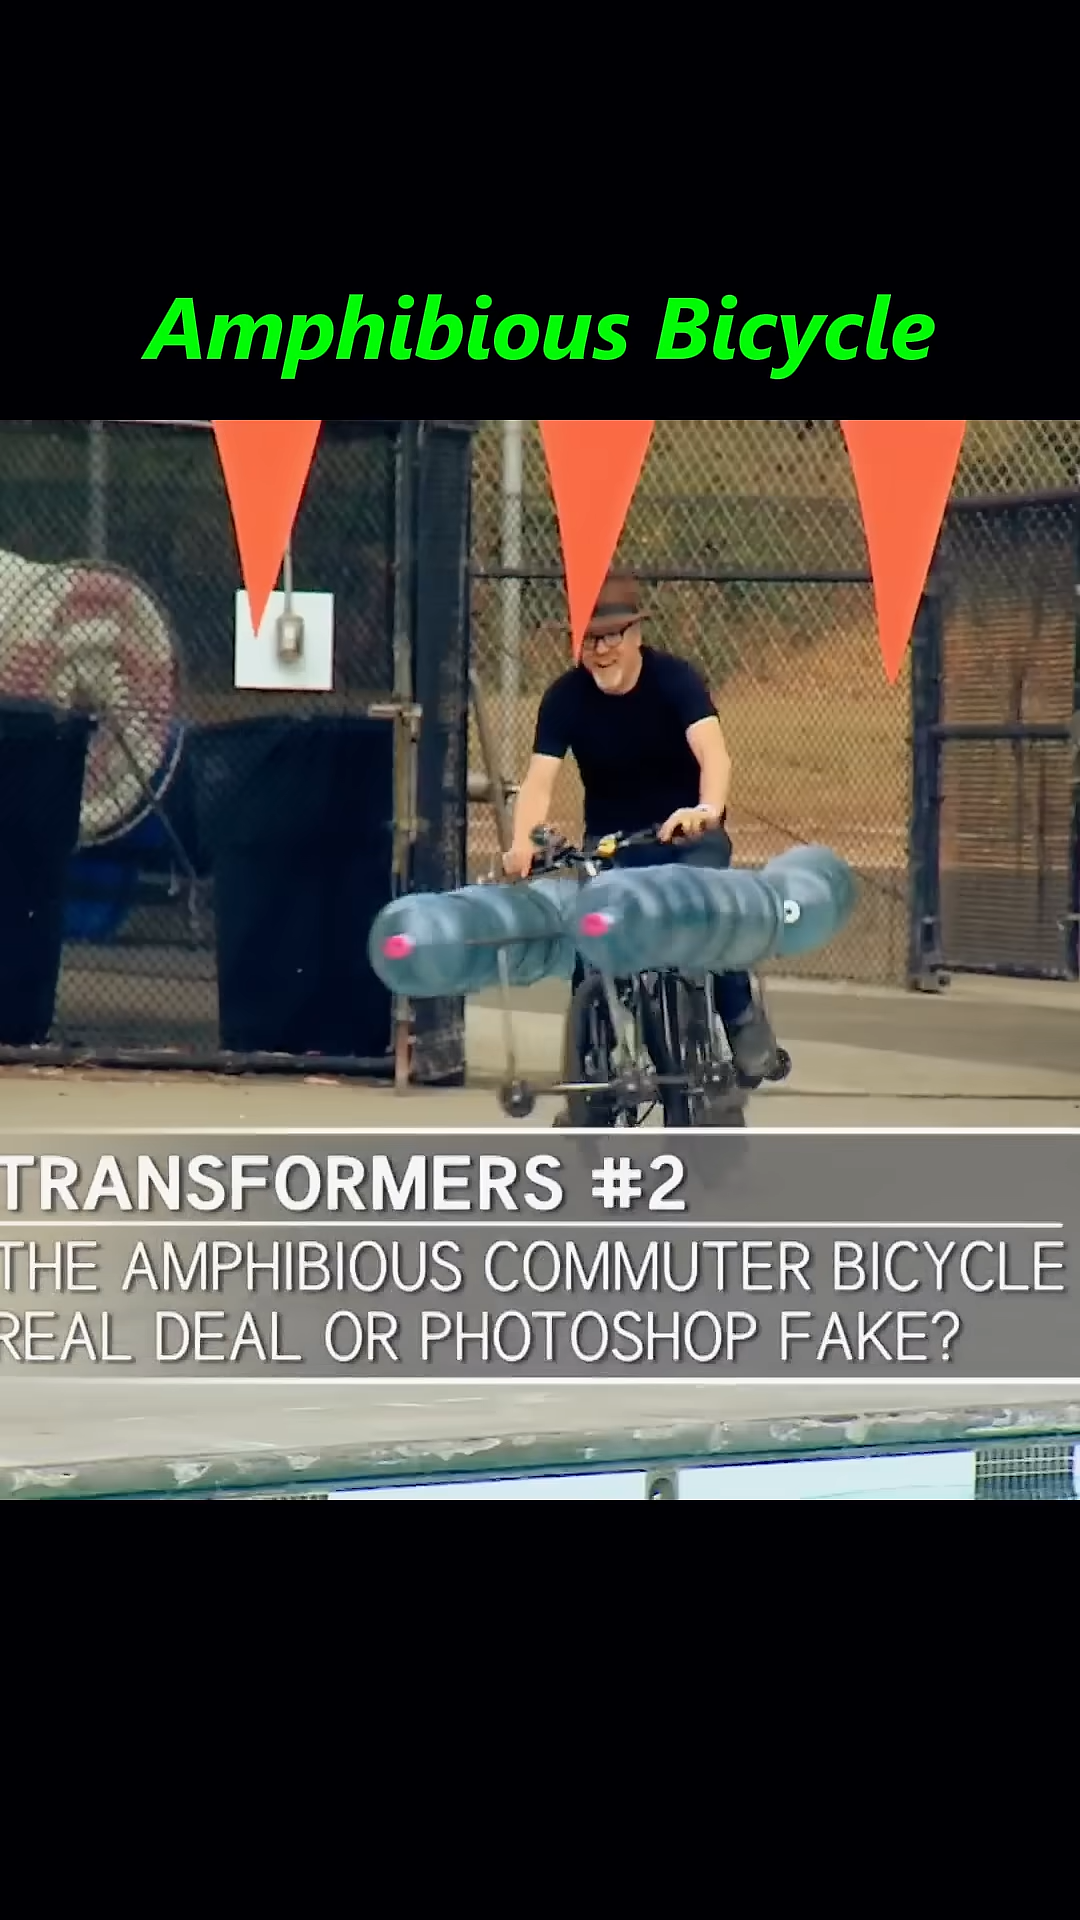 Amphibious Bicycle
TRANSFORMERS #2
THE AMPHIBIOUS COMMUTER BICYCLE
REAL DEAL OR PHOTOSHOP FAKE?